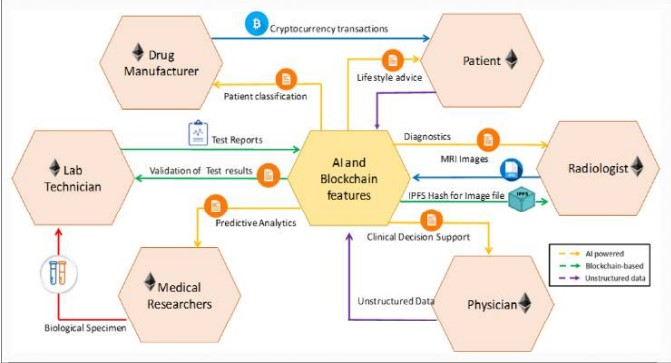 Cryptocurrency transactions
Drug
Manufacturer
Patient
Lifestyle advice
Patient classification
Test Reports
Diagnostics
MRI Images
Lab
Technician
Validation of Test results
AI and
Blockchain
features
Radiologist
IPFS Hash for Image file
IPFS
Predictive Analytics
Clinical Decision Support
AI powered
Blockchain-based
Unstructured data
Medical
Researchers
Unstructured Data
Physician
Biological Specimen